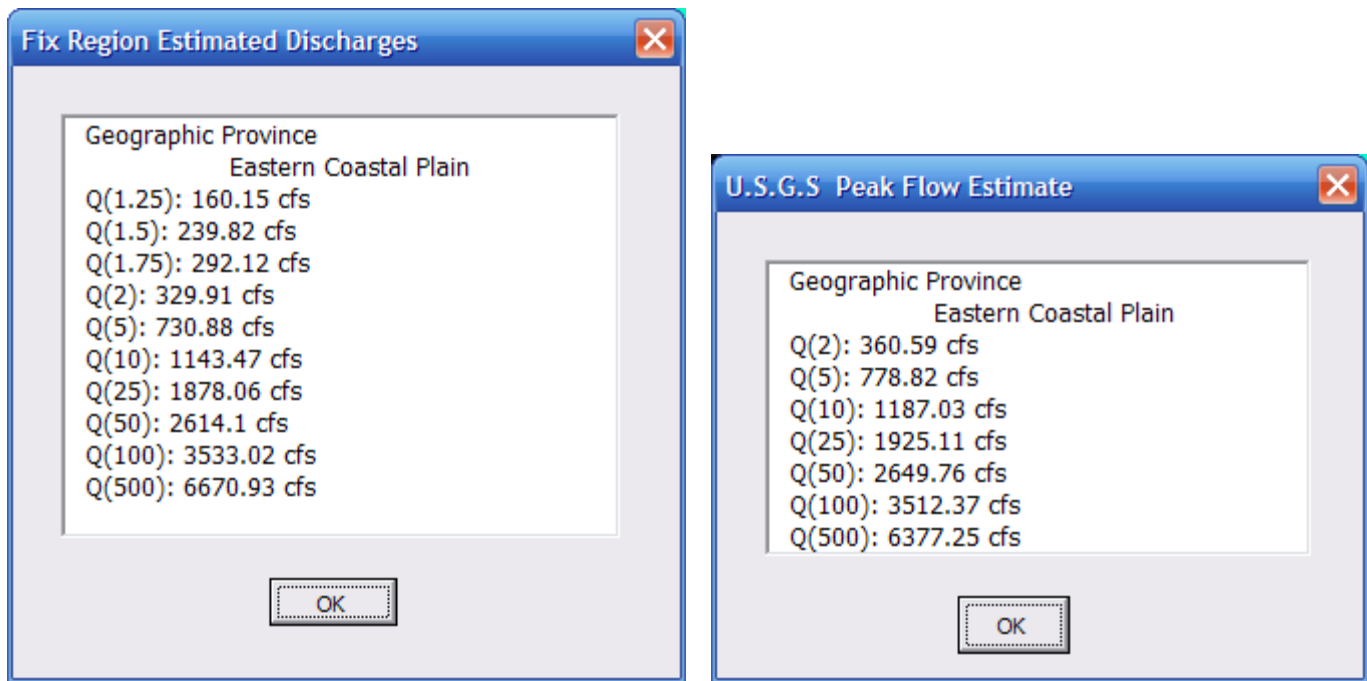 Fix Region Estimated Discharges
Geographic Province
Eastern Coastal Plain
Q(1.25): 160.15 cfs
Q(1.5): 239.82 cfs
Q(1.75): 292.12 cfs
Q(2): 329.91 cfs
Q(5): 730.88 cfs
Q(10): 1143.47 cfs
Q(25): 1878.06 cfs
Q(50): 2614.1 cfs
Q(100): 3533.02 cfs
Q(500): 6670.93 cfs
OK
U.S.G.S Peak Flow Estimate
Geographic Province
Eastern Coastal Plain
Q(2): 360.59 cfs
Q(5): 778.82 cfs
Q(10): 1187.03 cfs
Q(25): 1925.11 cfs
Q(50): 2649.76 cfs
Q(100): 3512.37 cfs
Q(500): 6377.25 cfs
OK